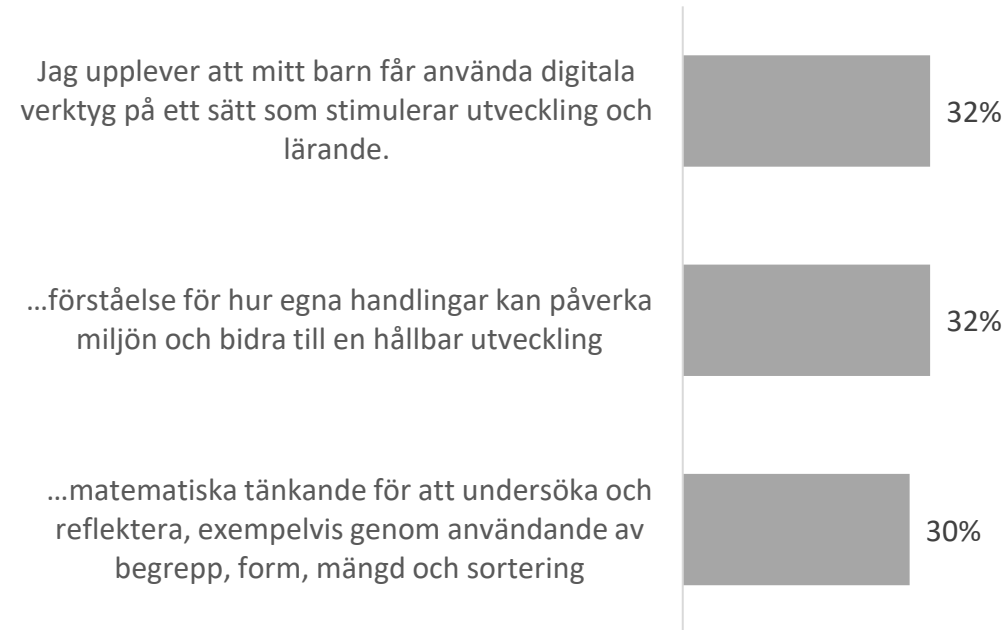 Jag upplever att mitt barn får använda digitala
verktyg på ett sätt som stimulerar utveckling och
lärande.
32%
...förståelse för hur egna handlingar kan påverka
miljön och bidra till en hållbar utveckling
32%
...matematiska tänkande för att undersöka och
reflektera, exempelvis genom användande av
begrepp, form, mängd och sortering
30%